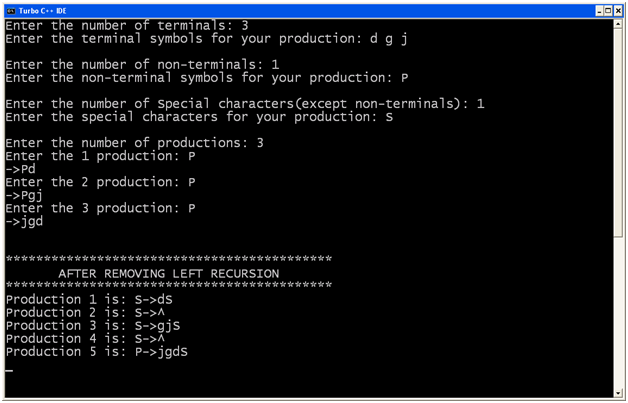 Turbo C++ IDE
Enter the number of terminals: 3
Enter the terminal symbols for your production: d g j
Enter the number of non-terminals: 1
Enter the non-terminal symbols for your production: P
Enter the number of Special characters(except non-terminals): 1
Enter the special characters for your production: S
Enter the number of productions: 3
Enter the 1 production: P
->Pd
Enter the 2 production: P
->Pgj
Enter the 3 production: P
->jgd
*******************************************
AFTER REMOVING LEFT RECURSION
*******************************************
Production 1 is: S->dS
Production 2 is: S->^
Production 3 is: S->gjS
Production 4 is: S->^
Production 5 is: P->jgdS